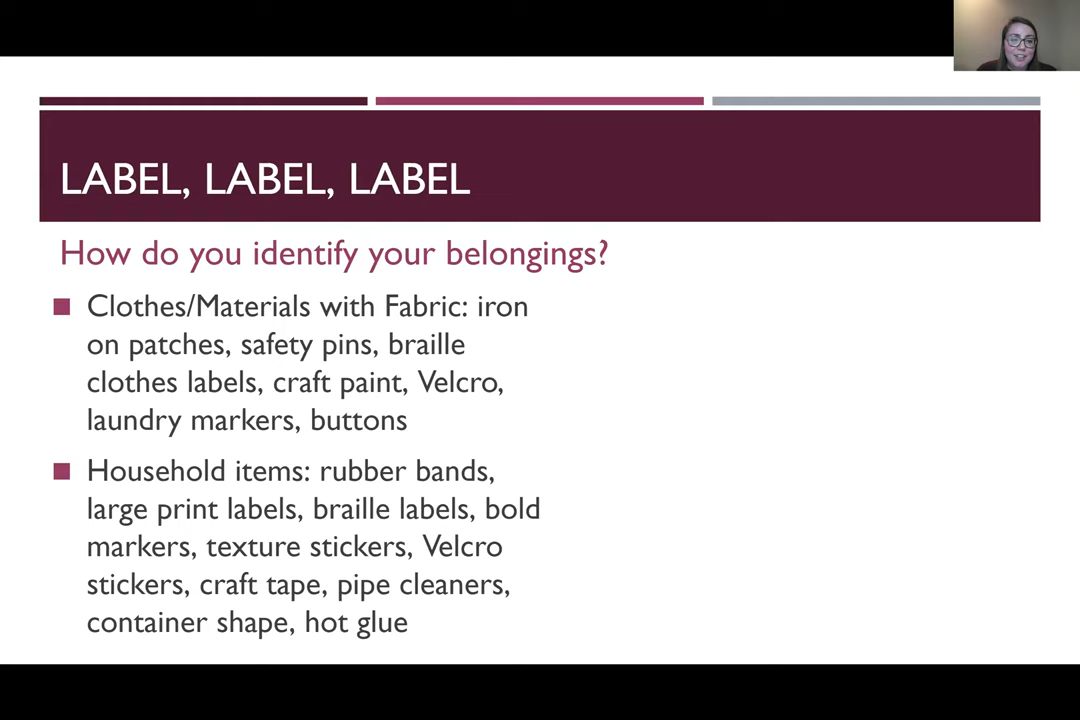 LABEL, LABEL, LABEL
How do you identify your belongings?
Clothes/Materials with Fabric: iron
on patches, safety pins, braille
clothes labels, craft paint, Velcro,
laundry markers, buttons
Household items: rubber bands,
large print labels, braille labels, bold
markers, texture stickers, Velcro
stickers, craft tape, pipe cleaners,
container shape, hot glue